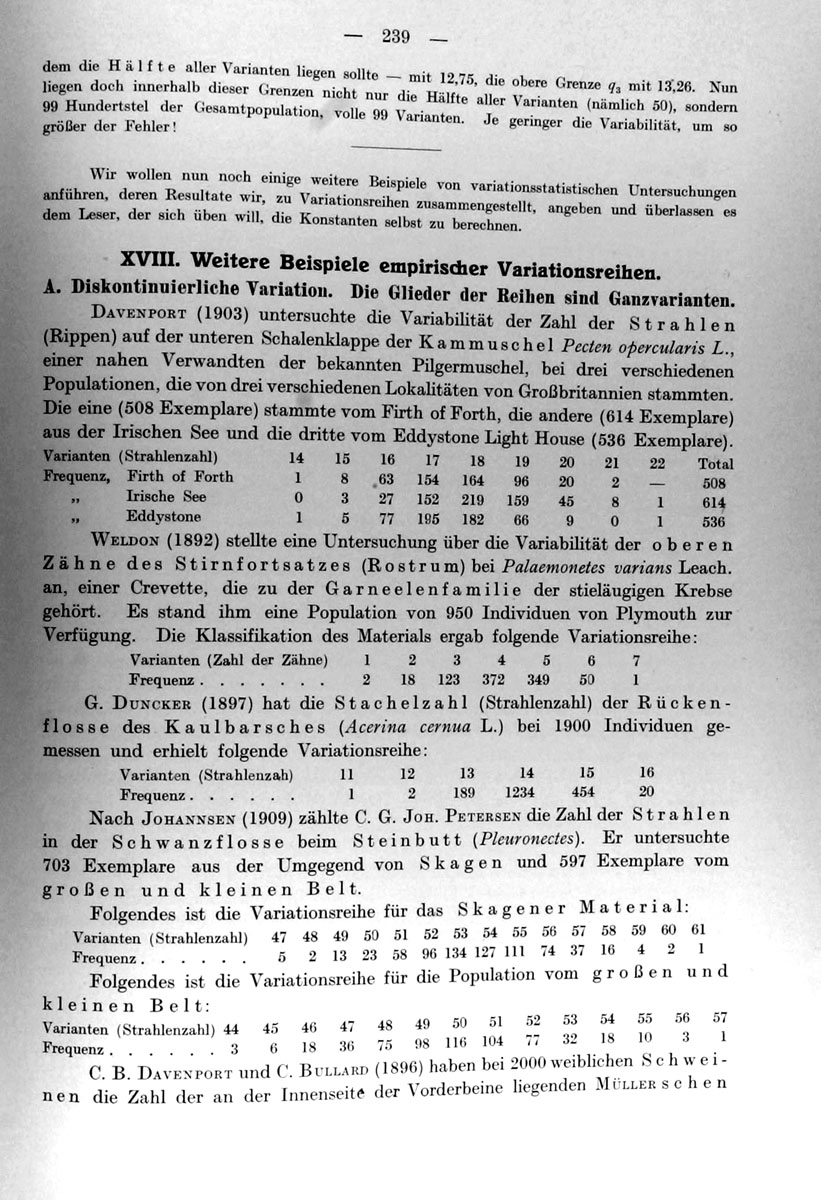 — 239 —
dem die Hälfte aller Varianten liegen sollte — mit 12,75, die obere Grenze q₃ mit 13,26. Nun
liegen doch innerhalb dieser Grenzen nicht nur die Hälfte aller Varianten (nämlich 50), sondern
99 Hundertstel der Gesamtpopulation, volle 99 Varianten. Je geringer die Variabilität, um so
größer der Fehler!
Wir wollen nun noch einige weitere Beispiele von variationsstatistischen Untersuchungen
anführen, deren Resultate wir, zu Variationsreihen zusammengestellt, angeben und überlassen es
dem Leser, der sich üben will, die Konstanten selbst zu berechnen.
XVIII. Weitere Beispiele empirischer Variationsreihen.
A. Diskontinuierliche Variation. Die Glieder der Reihen sind Ganzvarianten.
DAVENPORT (1903) untersuchte die Variabilität der Zahl der Strahlen
(Rippen) auf der unteren Schalenklappe der Kammuschel Pecten opercularis L.,
einer nahen Verwandten der bekannten Pilgermuschel, bei drei verschiedenen
Populationen, die von drei verschiedenen Lokalitäten von Großbritannien stammten.
Die eine (508 Exemplare) stammte vom Firth of Forth, die andere (614 Exemplare)
aus der Irischen See und die dritte vom Eddystone Light House (536 Exemplare).
Varianten (Strahlenzahl) 14 15 16 17 18 19 20 21 22 Total
Frequenz, Firth of Forth 1 8 63 154 164 96 20 2 — 508
„ Irische See 0 3 27 152 219 159 45 8 1 614
„ Eddystone 1 5 77 195 182 66 9 0 1 536
WELDON (1892) stellte eine Untersuchung über die Variabilität der oberen
Zähne des Stirnfortsatzes (Rostrum) bei Palaemonetes varians Leach.
an, einer Crevette, die zu der Garneelenfamilie der stieläugigen Krebse
gehört. Es stand ihm eine Population von 950 Individuen von Plymouth zur
Verfügung. Die Klassifikation des Materials ergab folgende Variationsreihe:
Varianten (Zahl der Zähne) 1 2 3 4 5 6 7
Frequenz . . . . . . . 2 18 123 372 349 50 1
G. DUNCKER (1897) hat die Stachelzahl (Strahlenzahl) der Rücken-
flosse des Kaulbarsches (Acerina cernua L.) bei 1900 Individuen ge-
messen und erhielt folgende Variationsreihe:
Varianten (Strahlenzah) 11 12 13 14 15 16
Frequenz . . . . . . 1 2 189 1234 454 20
Nach JOHANNSEN (1909) zählte C. G. JOH. PETERSEN die Zahl der Strahlen
in der Schwanzflosse beim Steinbutt (Pleuronectes). Er untersuchte
703 Exemplare aus der Umgegend von Skagen und 597 Exemplare vom
großen und kleinen Belt.
Folgendes ist die Variationsreihe für das Skagener Material:
Varianten (Strahlenzahl) 47 48 49 50 51 52 53 54 55 56 57 58 59 60 61
Frequenz . . . . . . 5 2 13 23 58 96 134 127 111 74 37 16 4 2 1
Folgendes ist die Variationsreihe für die Population vom großen und
kleinen Belt:
Varianten (Strahlenzahl) 44 45 46 47 48 49 50 51 52 53 54 55 56 57
Frequenz . . . . . . 3 6 18 36 75 98 116 104 77 32 18 10 3 1
C. B. DAVENPORT und C. BULLARD (1896) haben bei 2000 weiblichen Schwei-
nen die Zahl der an der Innenseite der Vorderbeine liegenden MÜLLERschen